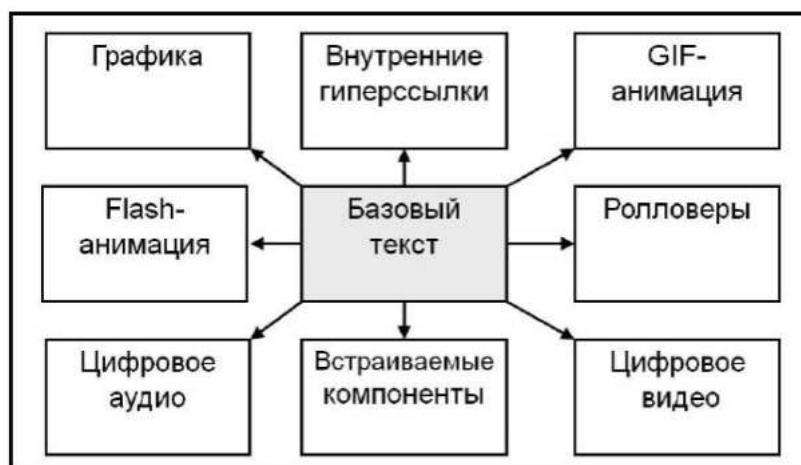 Графика
Внутренние
гиперссылки
GIF-
анимация
Flash-
анимация
Базовый
текст
Ролловеры
Цифровое
аудио
Встраиваемые
компоненты
Цифровое
видео